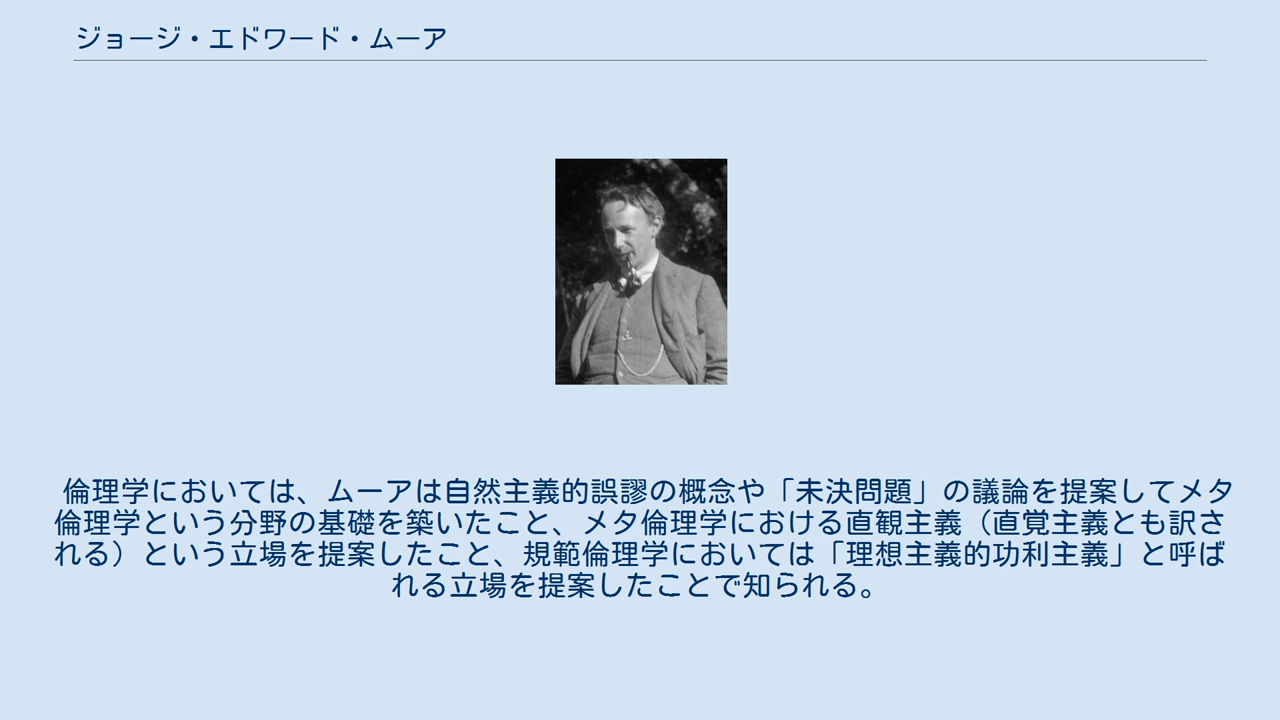 ジョージ・エドワード・ムーア
倫理学においては、ムーアは自然主義的誤謬の概念や「未決問題」の議論を提案してメタ
倫理学という分野の基礎を築いたこと、メタ倫理学における直観主義（直覚主義とも訳さ
れる）という立場を提案したこと、規範倫理学においては「理想主義的功利主義」と呼ば
れる立場を提案したことで知られる。